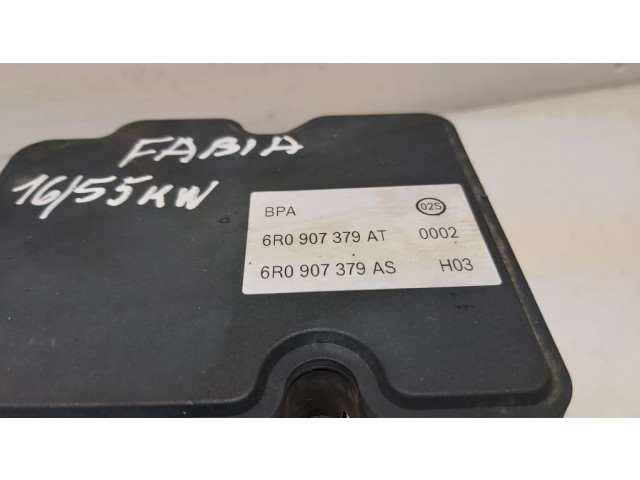 FABIA
16/55KW
BPA 02S
6R0 907 379 AT 0002
6R0 907 379 AS H03